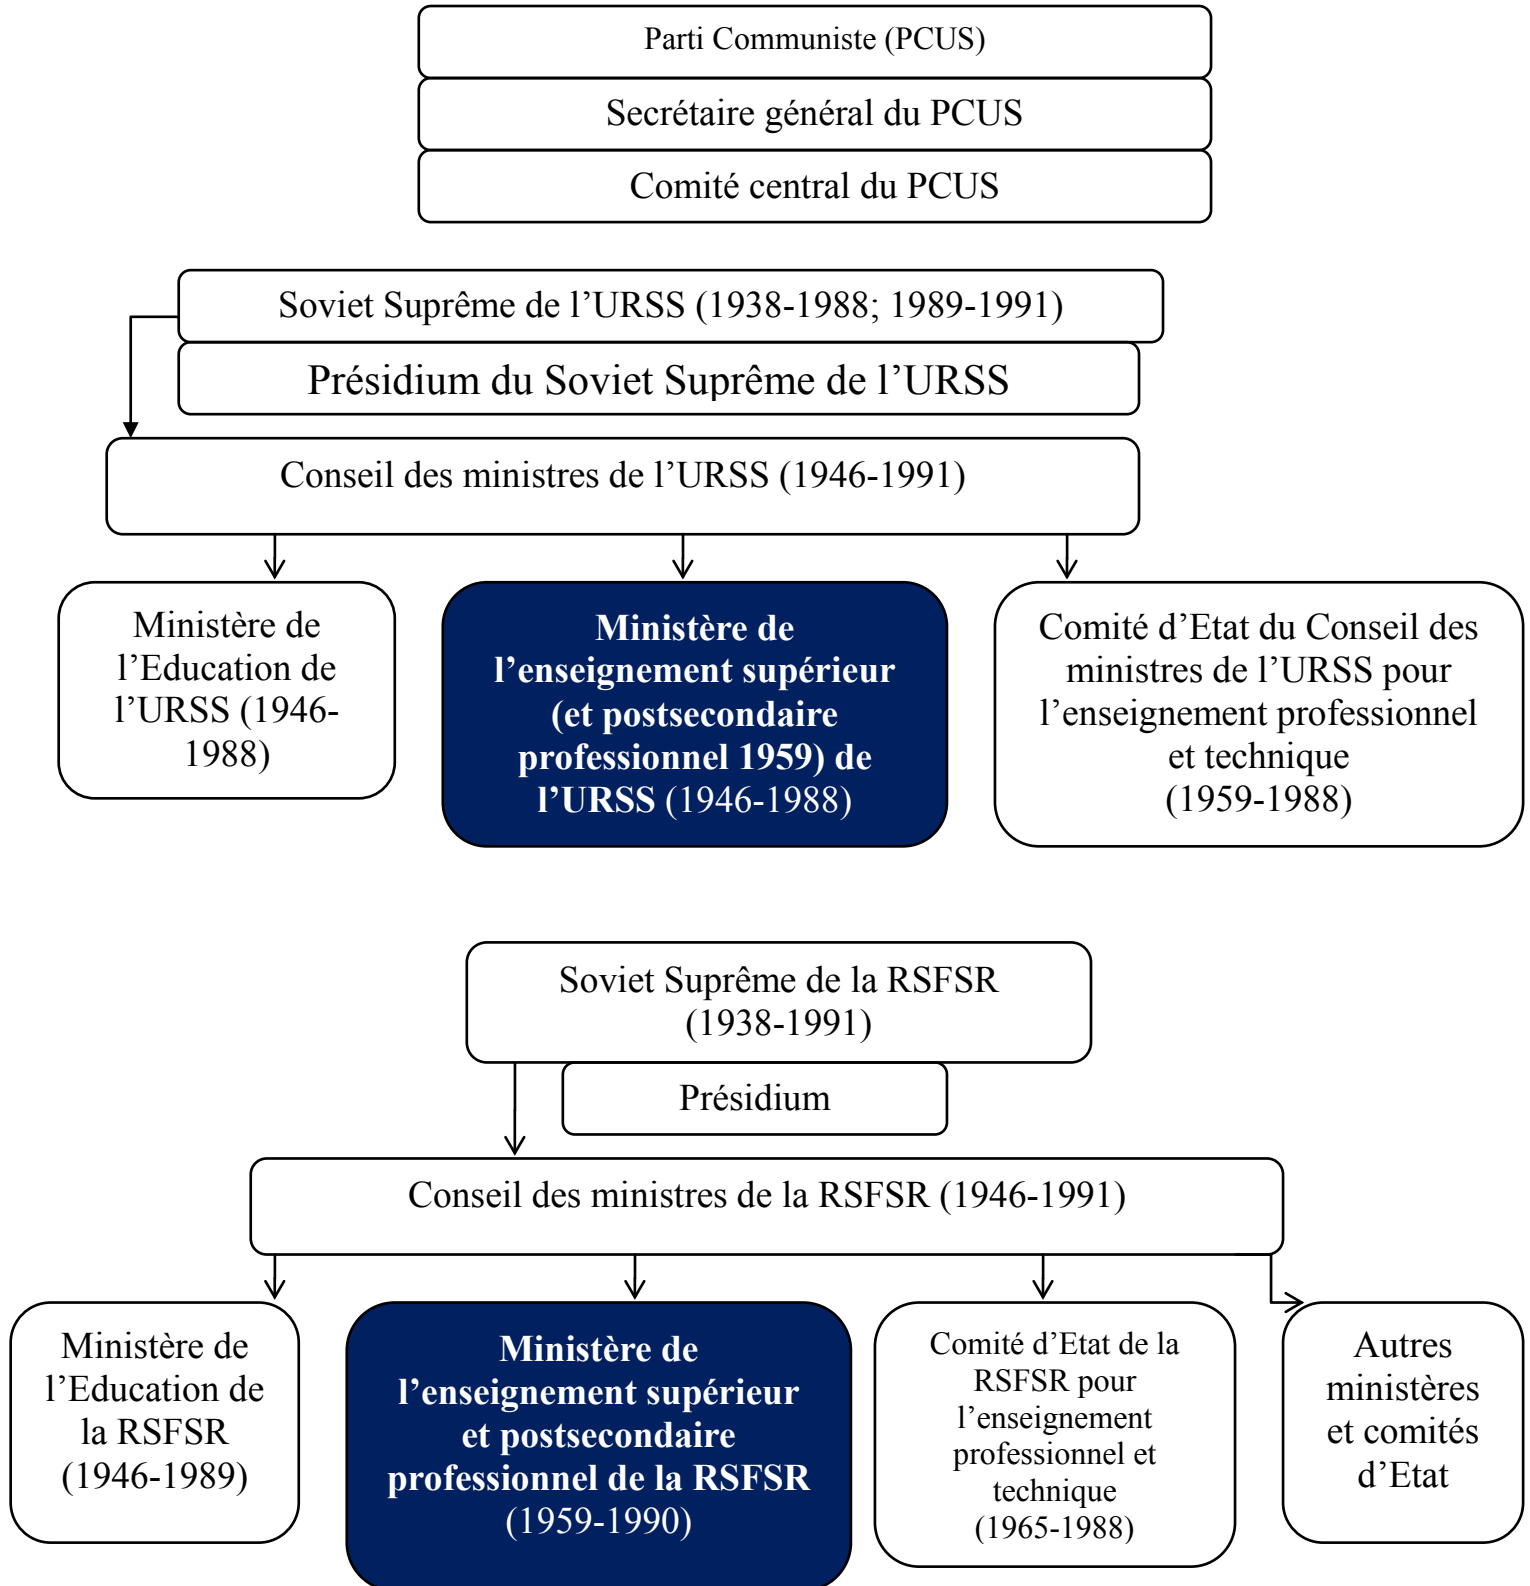 Parti Communiste (PCUS)
Secrétaire général du PCUS
Comité central du PCUS
Soviet Suprême de l’URSS (1938-1988; 1989-1991)
Présidium du Soviet Suprême de l’URSS
Conseil des ministres de l’URSS (1946-1991)
Ministère de
l’Education de
l’URSS (1946-
1988)
Ministère de
l’enseignement supérieur
(et postsecondaire
professionnel 1959) de
l’URSS (1946-1988)
Comité d’Etat du Conseil des
ministres de l’URSS pour
l’enseignement professionnel
et technique
(1959-1988)
Soviet Suprême de la RSFSR
(1938-1991)
Présidium
Conseil des ministres de la RSFSR (1946-1991)
Ministère de
l’Education de
la RSFSR
(1946-1989)
Ministère de
l’enseignement supérieur
et postsecondaire
professionnel de la RSFSR
(1959-1990)
Comité d’Etat de la
RSFSR pour
l’enseignement
professionnel et
technique
(1965-1988)
Autres
ministères
et comités
d’Etat